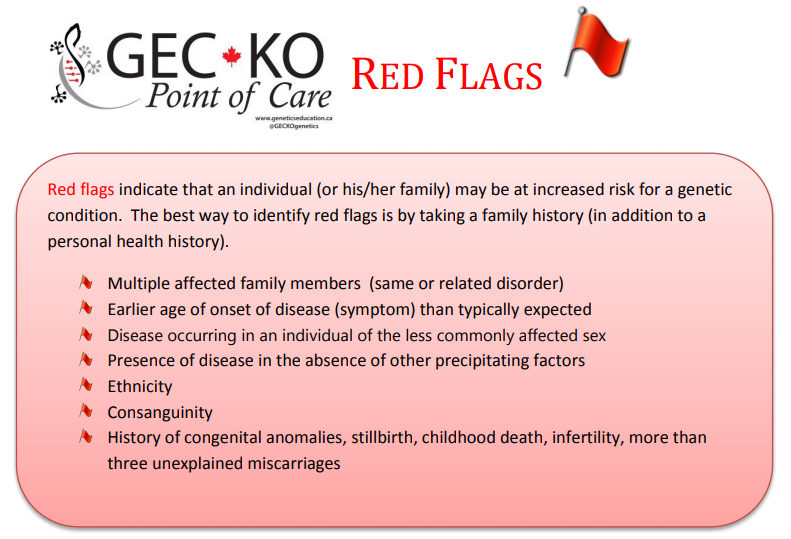 GEC KO
Point of Care
www.geneticseducation.ca
@GECKOgenetics
RED FLAGS
Red flags indicate that an individual (or his/her family) may be at increased risk for a genetic
condition.  The best way to identify red flags is by taking a family history (in addition to a
personal health history).
Multiple affected family members  (same or related disorder)
Earlier age of onset of disease (symptom) than typically expected
Disease occurring in an individual of the less commonly affected sex
Presence of disease in the absence of other precipitating factors
Ethnicity
Consanguinity
History of congenital anomalies, stillbirth, childhood death, infertility, more than
three unexplained miscarriages